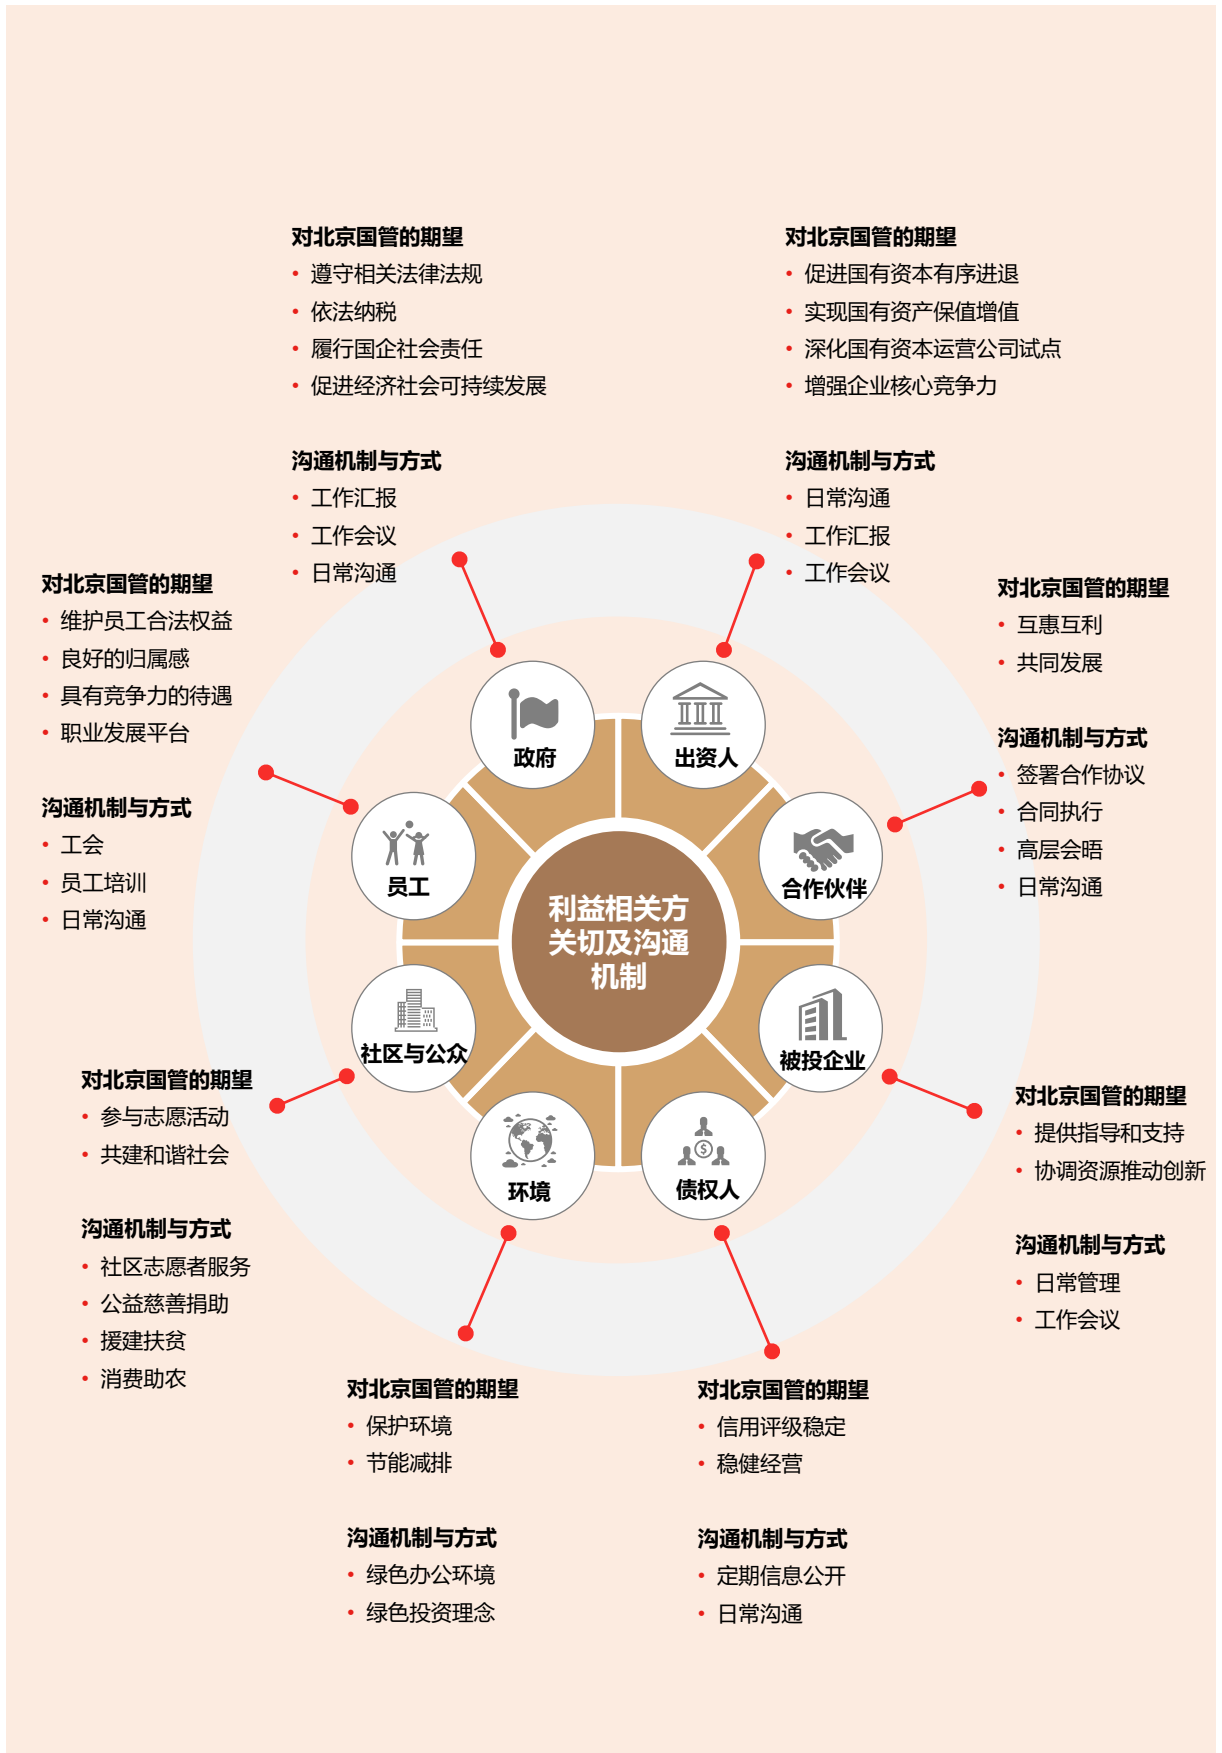 对北京国管的期望
遵守相关法律法规
依法纳税
履行国企社会责任
促进经济社会可持续发展
沟通机制与方式
工作汇报
工作会议
日常沟通
对北京国管的期望
促进国有资本有序进退
实现国有资产保值增值
深化国有资本运营公司试点
增强企业核心竞争力
沟通机制与方式
日常沟通
工作汇报
工作会议
对北京国管的期望
维护员工合法权益
良好的归属感
具有竞争力的待遇
职业发展平台
沟通机制与方式
工会
员工培训
日常沟通
对北京国管的期望
互惠互利
共同发展
沟通机制与方式
签署合作协议
合同执行
高层会晤
日常沟通
政府
出资人
员工
合作伙伴
利益相关方
关切及沟通
机制
社区与公众
被投企业
环境
债权人
$
对北京国管的期望
参与志愿活动
共建和谐社会
沟通机制与方式
社区志愿者服务
公益慈善捐助
援建扶贫
消费助农
对北京国管的期望
提供指导和支持
协调资源推动创新
沟通机制与方式
日常管理
工作会议
对北京国管的期望
保护环境
节能减排
沟通机制与方式
绿色办公环境
绿色投资理念
对北京国管的期望
信用评级稳定
稳健经营
沟通机制与方式
定期信息公开
日常沟通